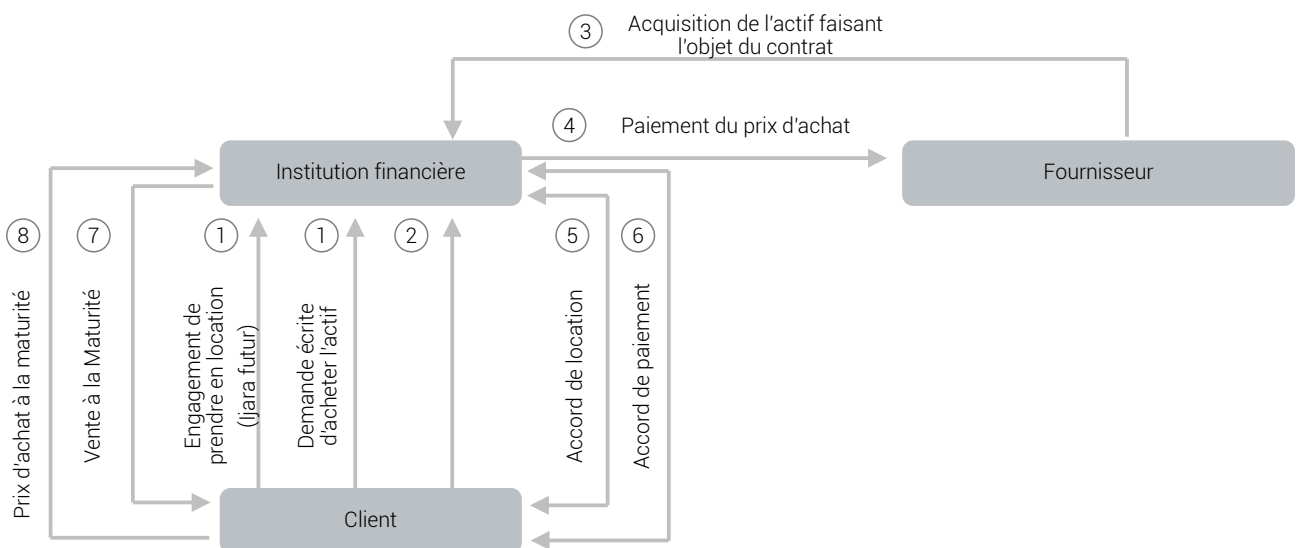 3
Acquisition de l'actif faisant
l'objet du contrat
4
Paiement du prix d'achat
Institution financière
Fournisseur
8
7
1
1
2
5
6
Prix d'achat à la maturité
Vente à la Maturité
Engagement de
prendre en location
(Ijara futur)
Demande écrite
d'acheter l'actif
Accord de location
Accord de paiement
Client